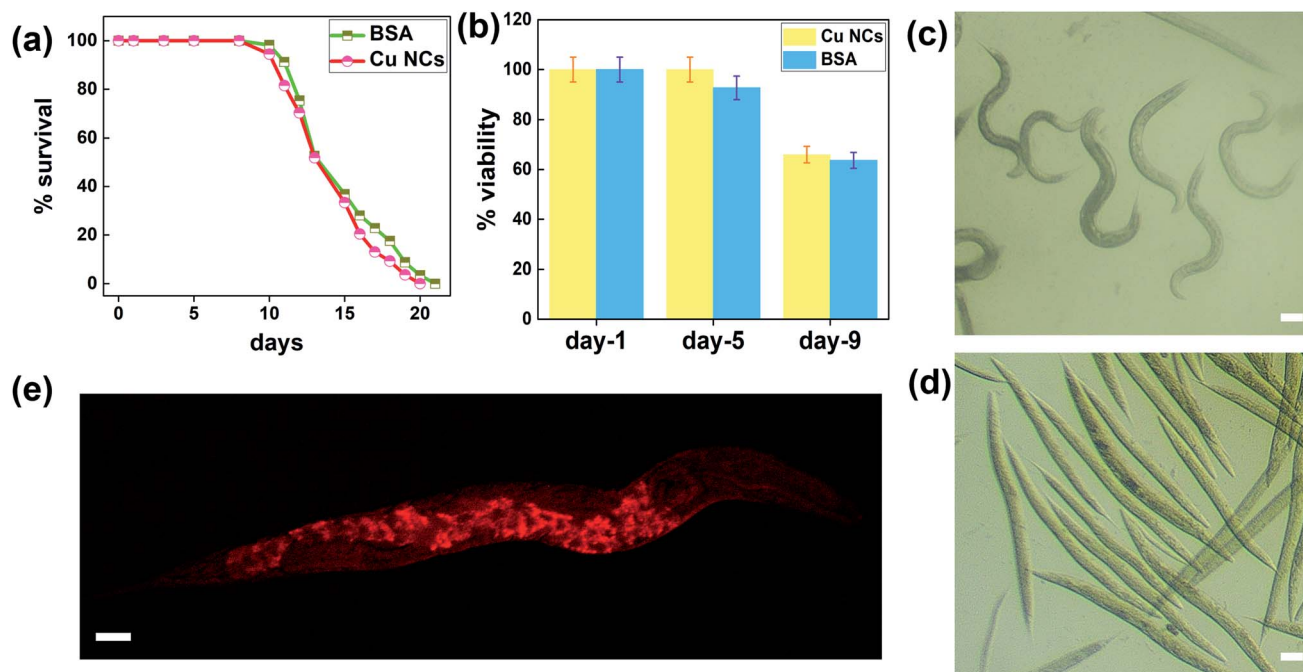 (a)
100
80
60
40
20
0
% survival
0 5 10 15 20
days
BSA
Cu NCs
(b)
120
100
80
60
40
20
0
% viability
day-1 day-5 day-9
Cu NCs
BSA
(c)
(d)
(e)